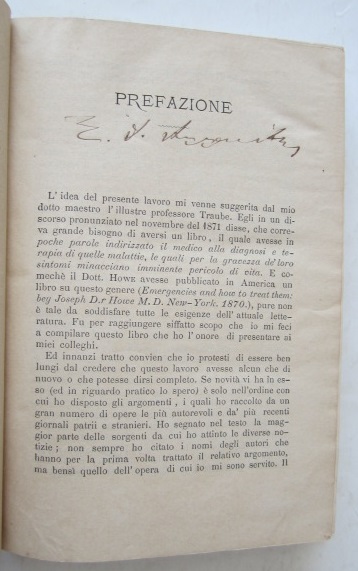 PREFAZIONE
E. S.
L' idea del presente lavoro mi venne suggerita dal mio
dotto maestro l' illustre professore Traube. Egli in un di-
scorso pronunziato nel novembre del 1871 disse, che corre-
va grande bisogno di aversi un libro, il quale avesse in
poche parole indirizzato il medico alla diagnosi e te-
rapia di quelle malattie, le quali per la gravezza de' loro
sintomi minacciano imminente pericolo di vita. E co-
mechè il Dott. Howa avesse pubblicato in America un
libro su questo genere (Emergencies and how to treat them:
bey Joseph D.r Howe M. D. New-York. 1870.), pure non
è tale da soddisfare tutte le esigenze dell' attuale lette-
ratura. Fu per raggiungere siffatto scopo che io mi feci
a compilare questo libro che ho l' onore di presentare ai
miei colleghi.
Ed innanzi tratto convien che io protesti di essere ben
lungi dal credere che questo lavoro avesse alcun che di
nuovo o che potesse dirsi completo. Se novità vi ha in es-
so (ed in riguardo pratico lo spero) è solo nell'ordine con
cui ho disposto gli argomenti, i quali ho raccolto da un
gran numero di opere le più autorevoli e da' più recenti
giornali patrii e stranieri. Ho segnato nel testo la mag-
gior parte delle sorgenti da cui ho attinto le diverse no-
tizie; non sempre ho citato i nomi degli autori che
hanno per la prima volta trattato il relativo argomento,
ma bensì quello dell' opera di cui io mi sono servito. Il